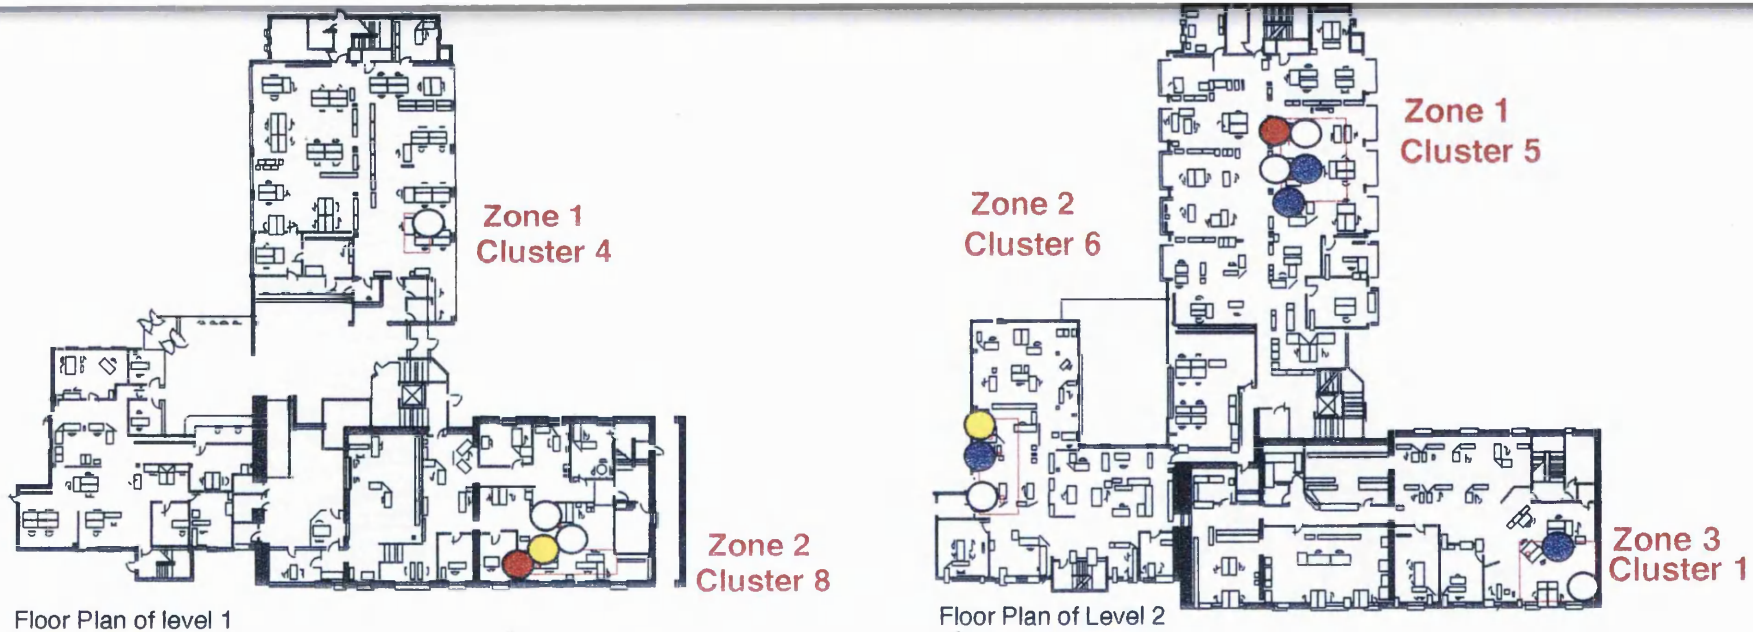 Zone 1
Cluster 4
Zone 2
Cluster 8
Floor Plan of level 1
Zone 1
Cluster 5
Zone 2
Cluster 6
Zone 3
Cluster 1
Floor Plan of Level 2